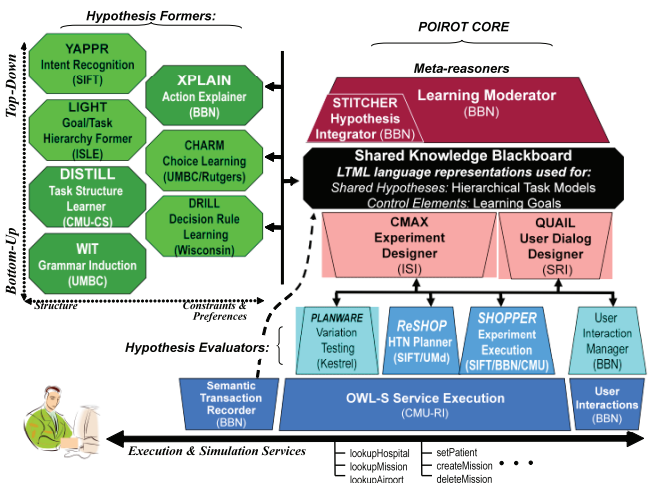 Hypothesis Formers:
POIROT CORE
Top-Down
Bottom-Up
YAPPR
Intent Recognition
(SIFT)
LIGHT
Goal/Task
Hierarchy Former
(ISLE)
DISTILL
Task Structure
Learner
(CMU-CS)
WIT
Grammar Induction
(UMBC)
XPLAIN
Action Explainer
(BBN)
CHARM
Choice Learning
(UMBC/Rutgers)
DRILL
Decision Rule
Learning
(Wisconsin)
Structure
Constraints &
Preferences
Meta-reasoners
STITCHER
Hypothesis
Integrator (BBN)
Learning Moderator
(BBN)
Shared Knowledge Blackboard
LTML language representations used for:
Shared Hypotheses: Hierarchical Task Models
Control Elements: Learning Goals
CMAX
Experiment
Designer
(ISI)
QUAIL
User Dialog
Designer
(SRI)
Hypothesis Evaluators:
PLANWARE
Variation
Testing
(Kestrel)
ReSHOP
HTN Planner
(SIFT/UMd)
SHOPPER
Experiment
Execution
(SIFT/BBN/CMU)
User
Interaction
Manager
(BBN)
Semantic
Transaction
Recorder
(BBN)
OWL-S Service Execution
(CMU-RI)
User
Interactions
(BBN)
Execution & Simulation Services
lookupHospital
lookupMission
lookupAirport
setPatient
createMission
deleteMission
• • •